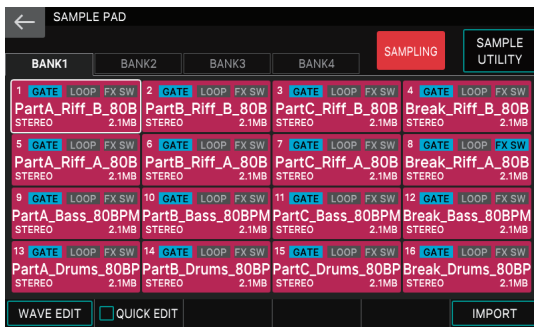 SAMPLE PAD
SAMPLING
SAMPLE UTILITY
BANK1 BANK2 BANK3 BANK4
1 GATE LOOP FX SW 2 GATE LOOP FX SW 3 GATE LOOP FX SW 4 GATE LOOP FX SW
PartA_Riff_B_80B PartB_Riff_B_80B PartC_Riff_B_80B Break_Riff_B_80B
STEREO 2.1MB STEREO 2.1MB STEREO 2.1MB STEREO 2.1MB
5 GATE LOOP FX SW 6 GATE LOOP FX SW 7 GATE LOOP FX SW 8 GATE LOOP FX SW
PartA_Riff_A_80B PartB_Riff_A_80B PartC_Riff_A_80B Break_Riff_A_80B
STEREO 2.1MB STEREO 2.1MB STEREO 2.1MB STEREO 2.1MB
9 GATE LOOP FX SW 10 GATE LOOP FX SW 11 GATE LOOP FX SW 12 GATE LOOP FX SW
PartA_Bass_80BPM PartB_Bass_80BPM PartC_Bass_80BPM Break_Bass_80BPM
STEREO 2.1MB STEREO 2.1MB STEREO 2.1MB STEREO 2.1MB
13 GATE LOOP FX SW 14 GATE LOOP FX SW 15 GATE LOOP FX SW 16 GATE LOOP FX SW
PartA_Drums_80BP PartB_Drums_80BP PartC_Drums_80BP Break_Drums_80BP
STEREO 2.1MB STEREO 2.1MB STEREO 2.1MB STEREO 2.1MB
WAVE EDIT QUICK EDIT IMPORT